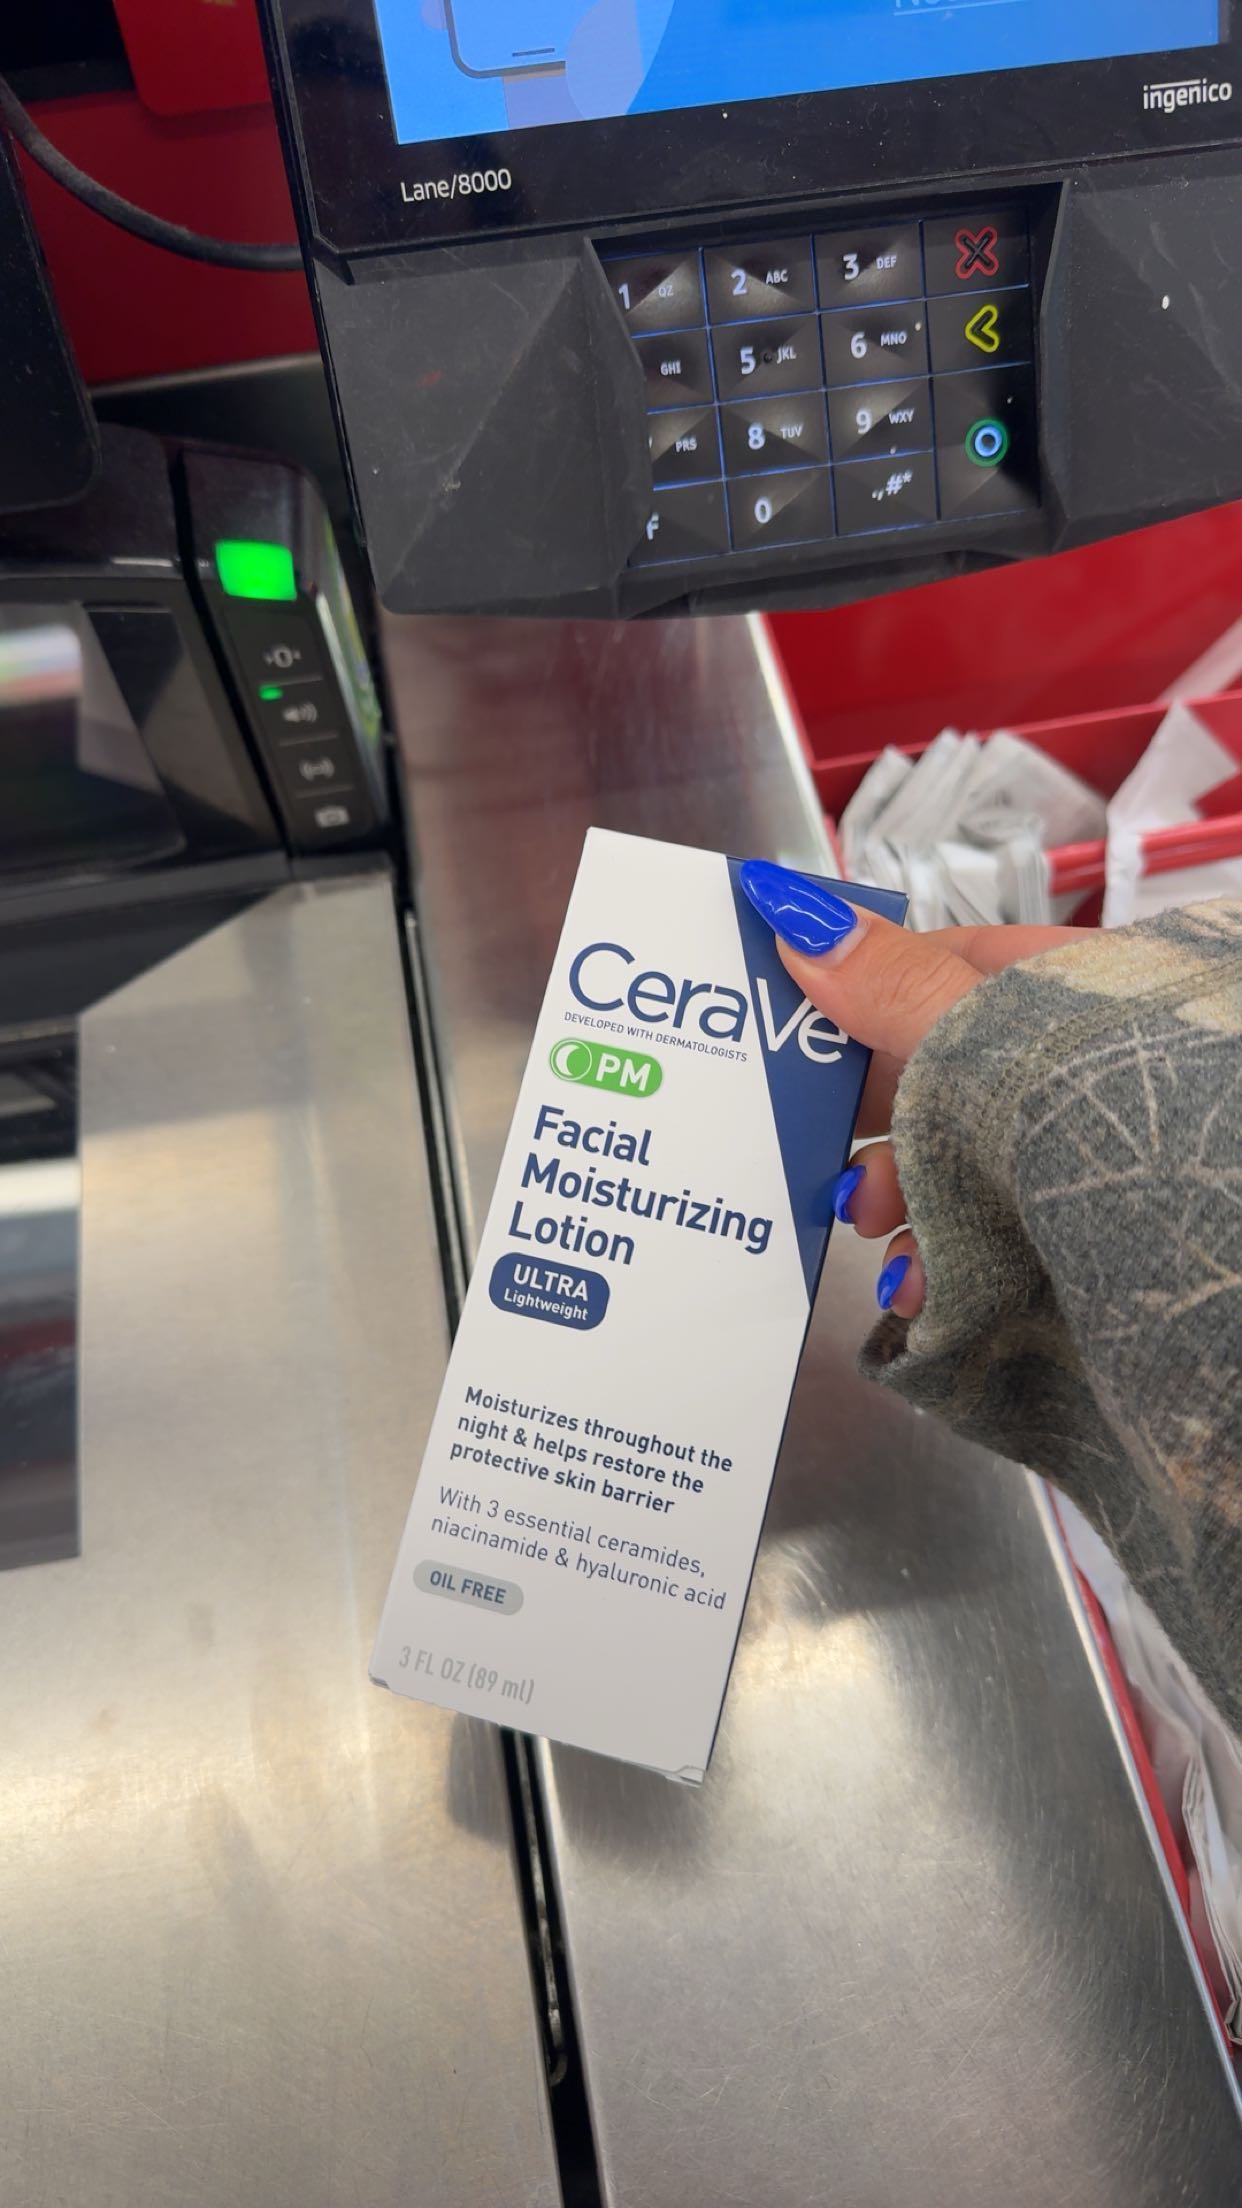 ingenico
Lane/8000
1 QZ 2 ABC 3 DEF
GHI 5 JKL 6 MNO
PRS 8 TUV 9 WXY
F 0 .,#*
CeraVe
DEVELOPED WITH DERMATOLOGISTS
PM
Facial
Moisturizing
Lotion
ULTRA
Lightweight
Moisturizes throughout the
night & helps restore the
protective skin barrier
With 3 essential ceramides,
niacinamide & hyaluronic acid
OIL FREE
3 FL OZ (89 ml)